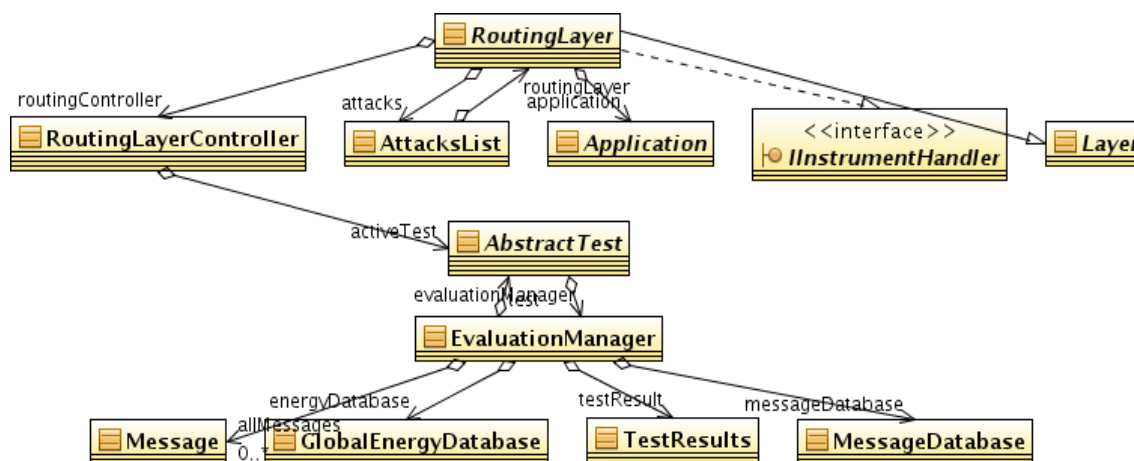 RoutingLayer
routingController
attacks
routingLayer
application
RoutingLayerController
AttacksList
Application
<<interface>>
IInstrumentHandler
Layer
activeTest
AbstractTest
evaluationManager
test
EvaluationManager
energyDatabase
testResult
messageDatabase
allMessages
0..*
Message
GlobalEnergyDatabase
TestResults
MessageDatabase